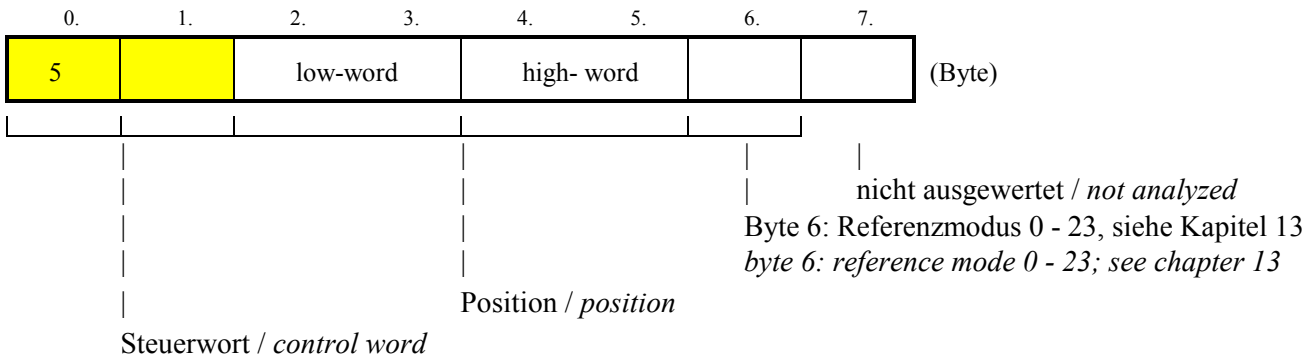 0. 1. 2. 3. 4. 5. 6. 7.
5 low-word high- word (Byte)
nicht ausgewertet / not analyzed
Byte 6: Referenzmodus 0 - 23, siehe Kapitel 13
byte 6: reference mode 0 - 23; see chapter 13
Position / position
Steuerwort / control word